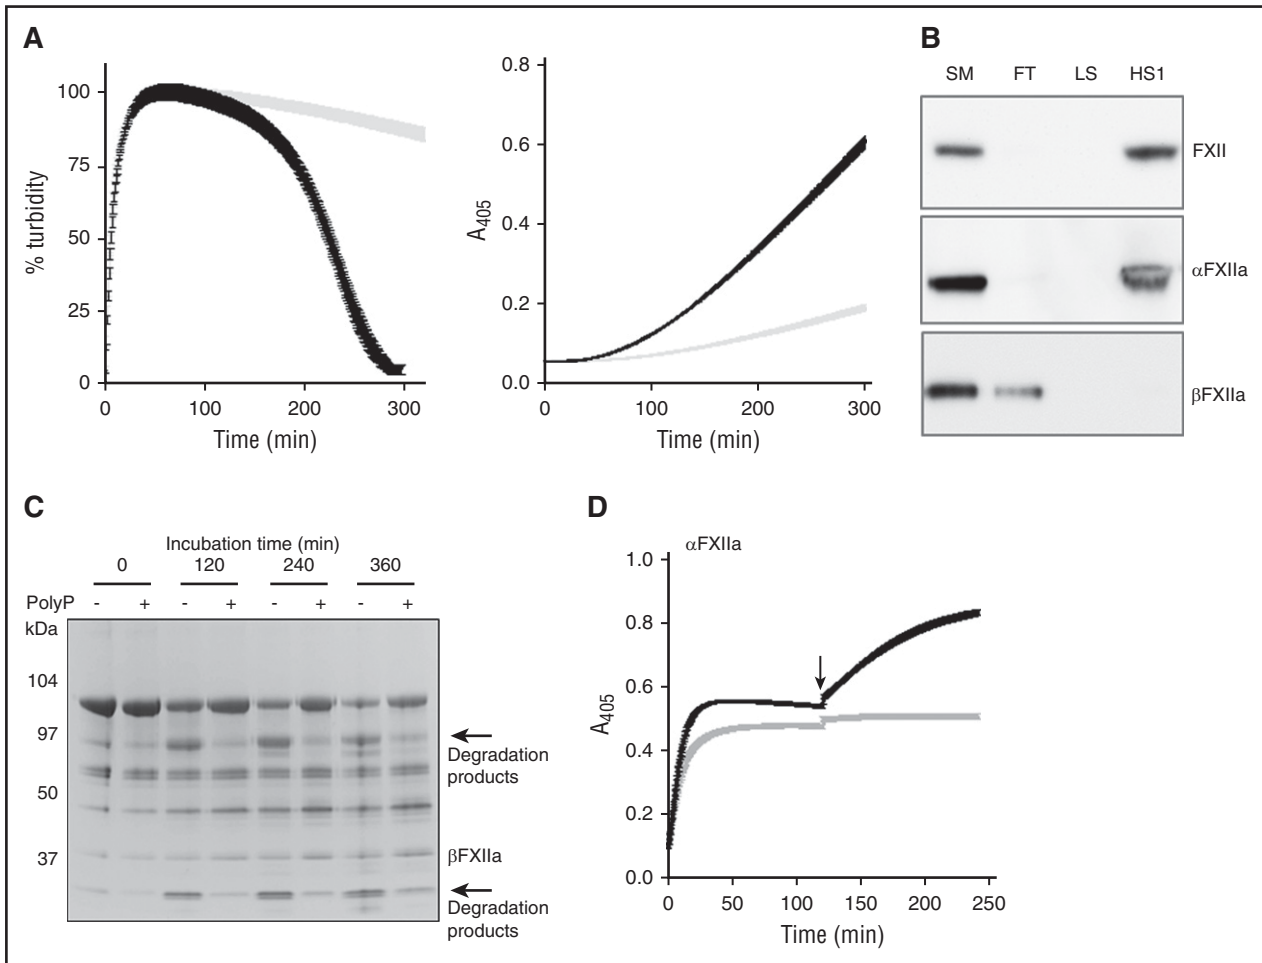 A
% turbidity
100
75
50
25
0
0 100 200 300
Time (min)
A405
0.8
0.6
0.4
0.2
0.0
0 100 200 300
Time (min)
B
SM FT LS HS1
FXII
αFXIIa
βFXIIa
C
Incubation time (min)
0 120 240 360
PolyP - + - + - + - +
kDa
104
97
50
37
Degradation
products
βFXIIa
Degradation
products
D
αFXIIa
A405
1.0
0.8
0.6
0.4
0.2
0.0
0 50 100 150 200 250
Time (min)